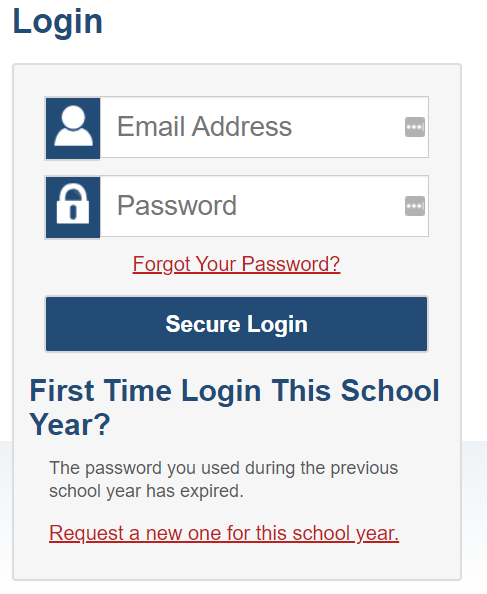 Login
Email Address
Password
Forgot Your Password?
Secure Login
First Time Login This School
Year?
The password you used during the previous
school year has expired.
Request a new one for this school year.